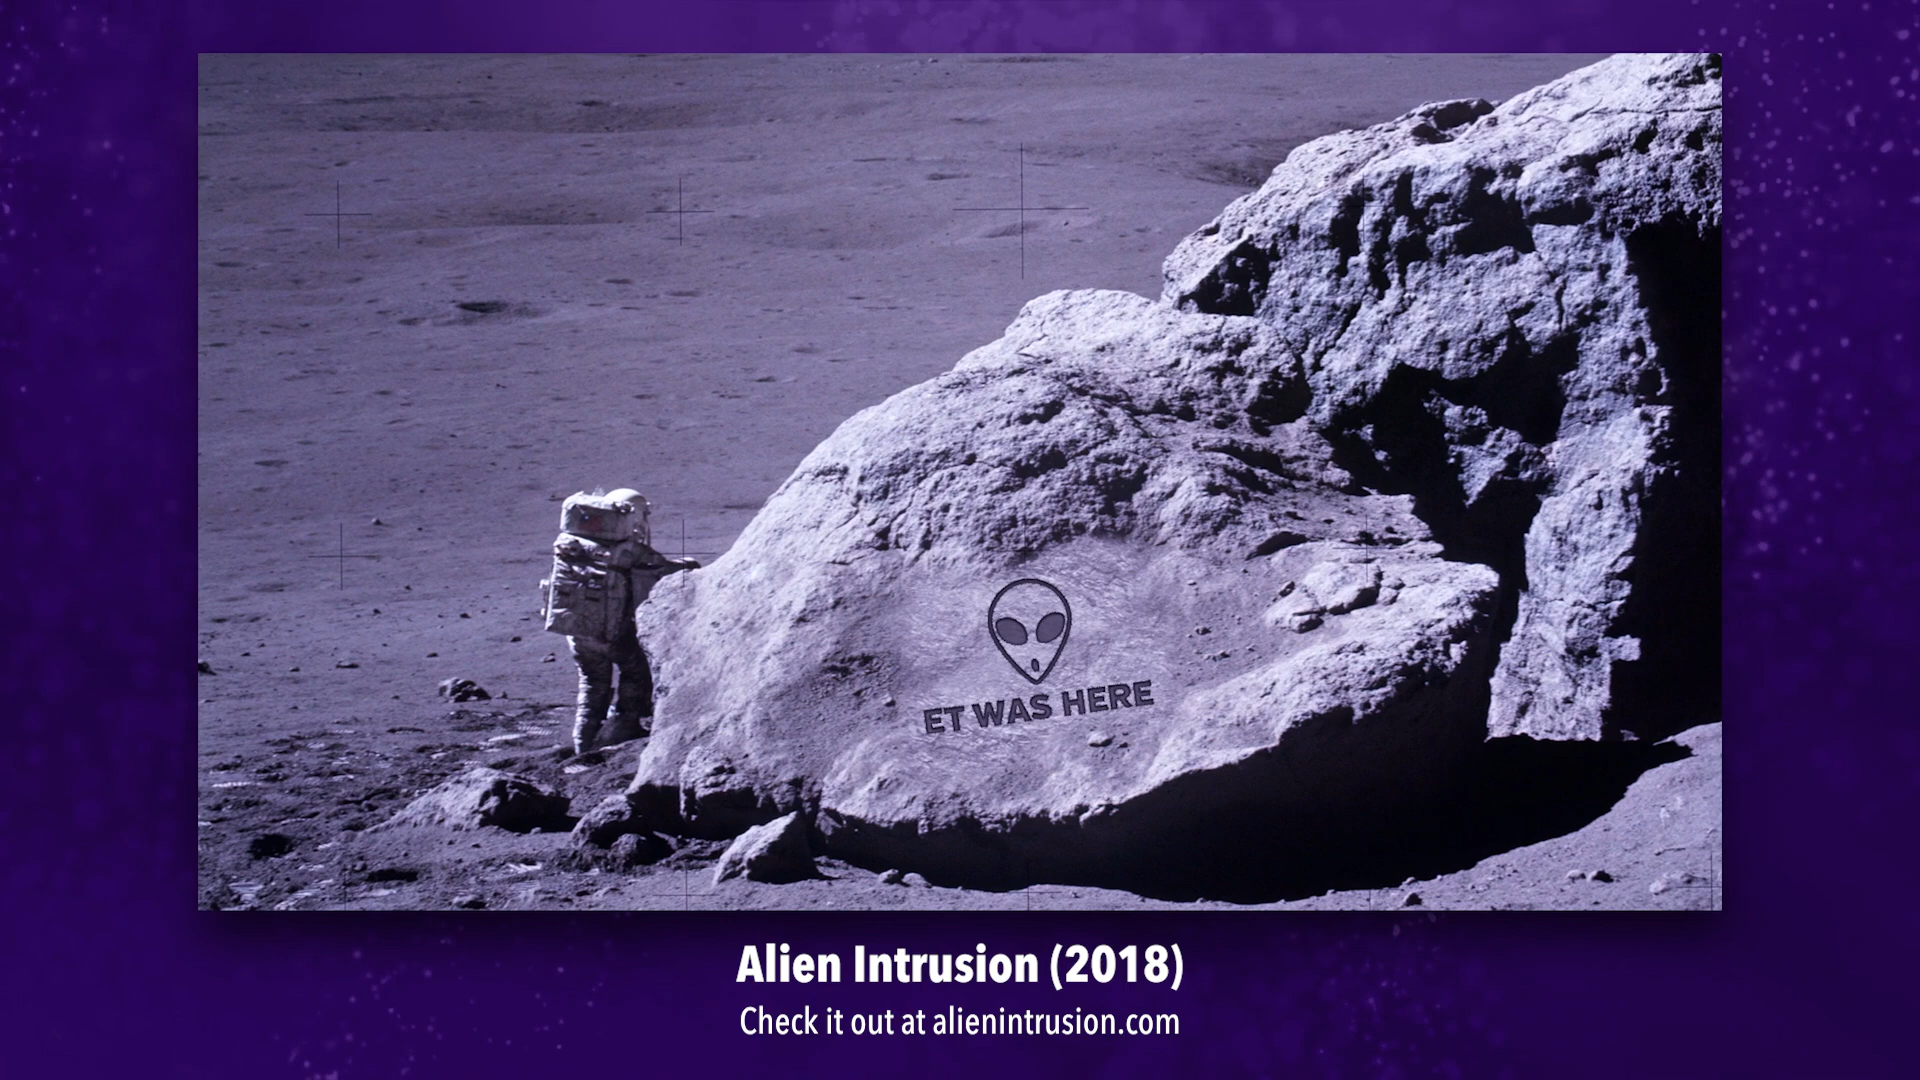 ET WAS HERE
Alien Intrusion (2018)
Check it out at alienintrusion.com